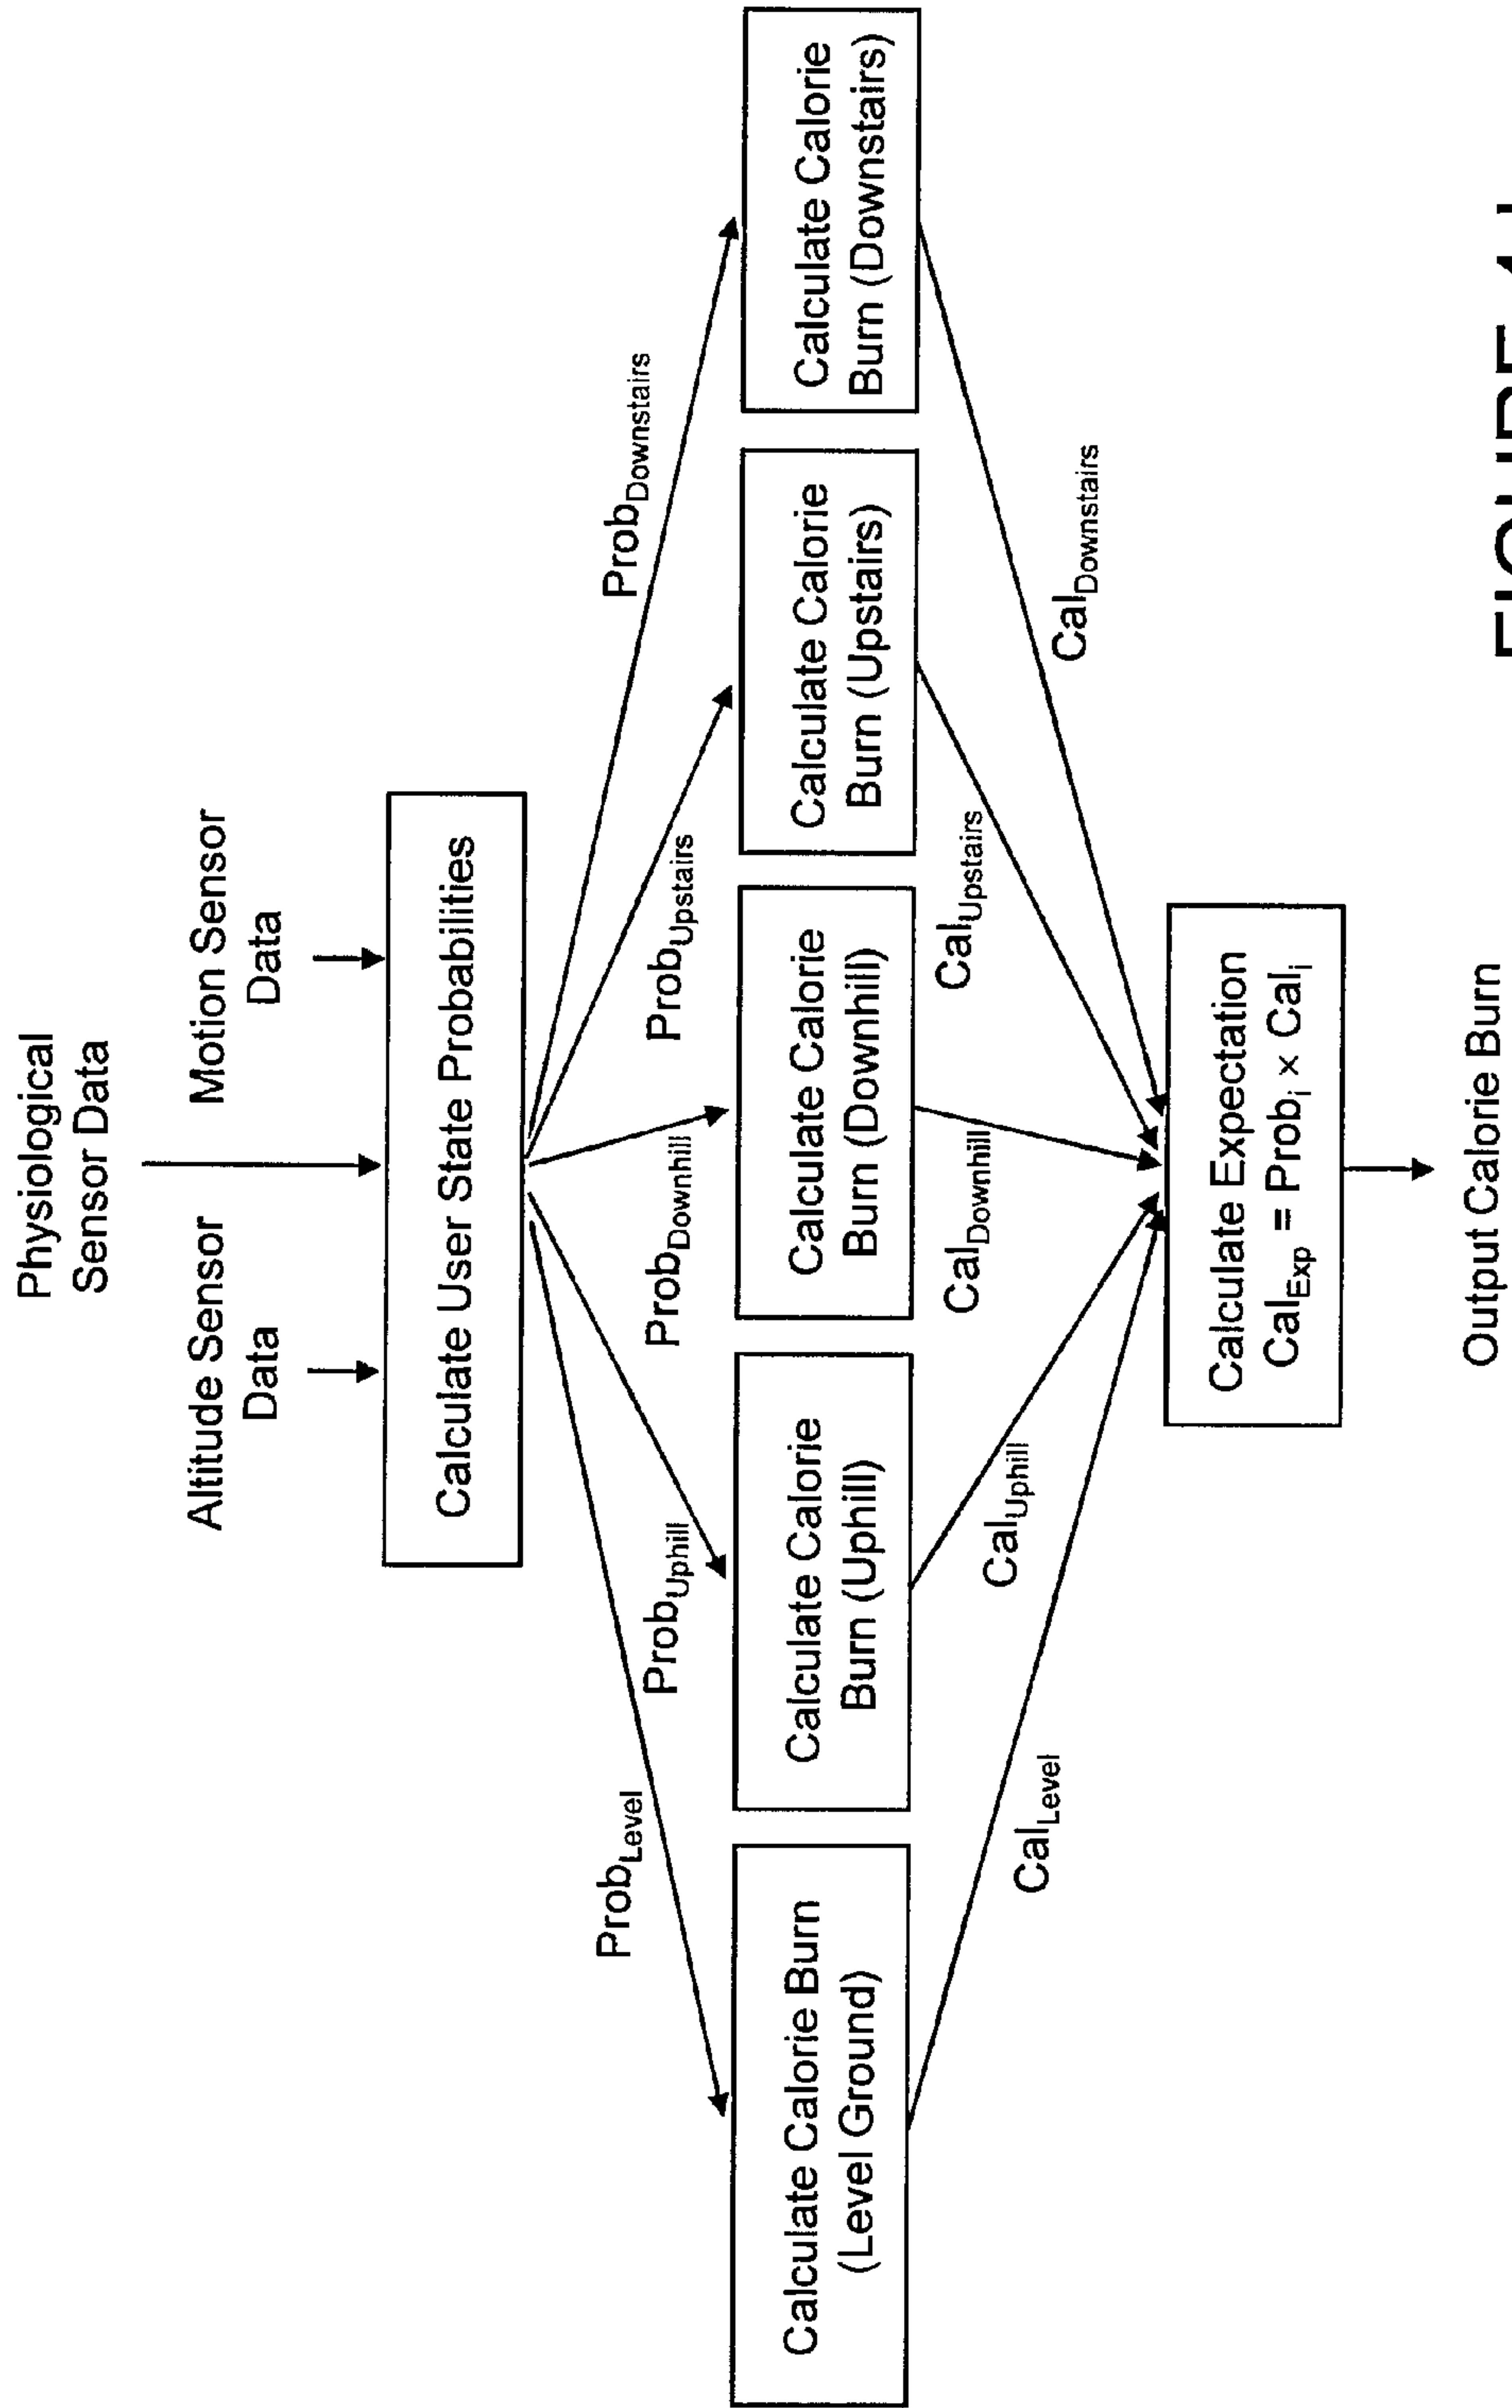 Physiological
Sensor Data
Altitude Sensor
Data
Motion Sensor
Data
Calculate User State Probabilities
Prob_Level
Prob_Uphill
Prob_Downhill
Prob_Upstairs
Prob_Downstairs
Calculate Calorie Burn
(Level Ground)
Calculate Calorie
Burn (Uphill)
Calculate Calorie
Burn (Downhill)
Calculate Calorie
Burn (Upstairs)
Calculate Calorie
Burn (Downstairs)
Cal_Level
Cal_Uphill
Cal_Downhill
Cal_Upstairs
Cal_Downstairs
Calculate Expectation
Cal_Exp = Prob_i × Cal_i
Output Calorie Burn